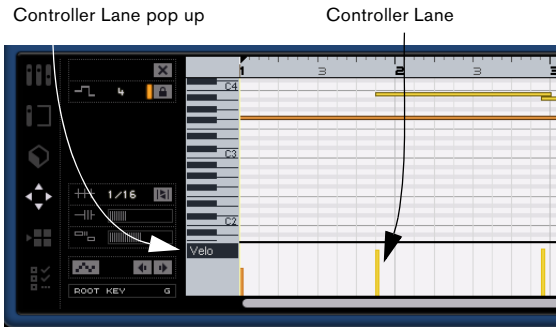 Controller Lane pop up
Controller Lane
1
3
2
3
3
4
C4
C3
1/16
C2
Velo
ROOT KEY G